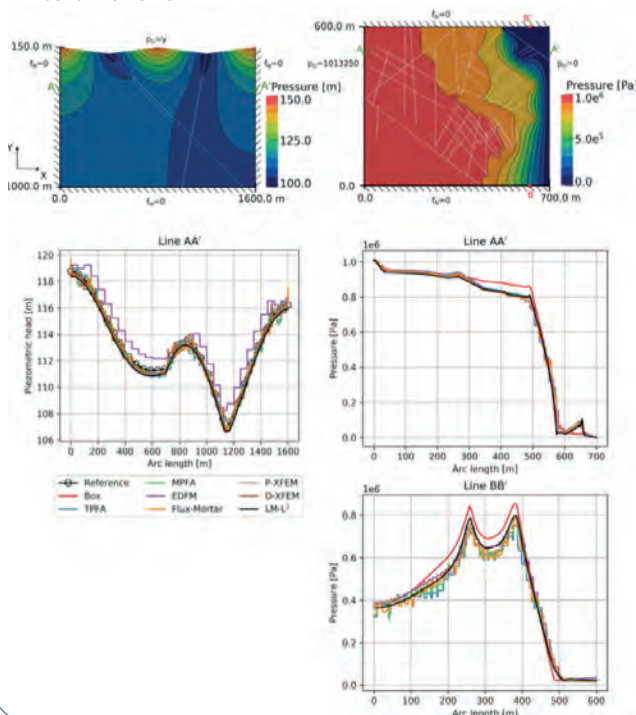 p_D=y
150.0 m
f_N=0
f_N=0
A
A'
Pressure [m]
150.0
125.0
100.0
Y
X
1000.0 m
1600.0 m
f_N=0
f_N=0
B'
600.0 m
A
A'
p_D=1013250
p_D=0
Pressure [Pa]
1.0e⁶
5.0e⁵
0.0
0.0
f_N=0
B
700.0 m
Line AA'
120
118
116
114
112
110
108
106
Piezometric head [m]
0 200 400 600 800 1000 1200 1400 1600
Arc length [m]
Reference
Box
TPFA
MPFA
EDFM
Flux-Mortar
P-XFEM
D-XFEM
LM-L²
Line AA'
1e6
1.0
0.8
0.6
0.4
0.2
0.0
Pressure [Pa]
0 100 200 300 400 500 600 700
Arc length [m]
Line BB'
1e6
0.8
0.6
0.4
0.2
0.0
Pressure [Pa]
0 100 200 300 400 500 600
Arc length [m]